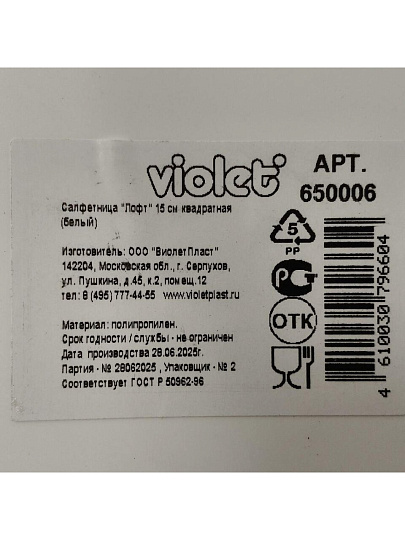 violet
АРТ.
650006
Салфетница "Лофт" 15 см квадратная
(белый)
Изготовитель: ООО "ВиолетПласт"
142204, Московская обл., г. Серпухов,
ул. Пушкина, д.45, к.2, помещ.12
тел: 8 (495) 777-44-55 www.violetplast.ru
Материал: полипропилен.
Срок годности / службы - не ограничен
Дата производства 28.06.2025г.
Партия - № 28062025 , Упаковщик - № 2
Соответствует ГОСТ Р 50962-96
5
PP
РСТ
ОТК
4 610030 796604